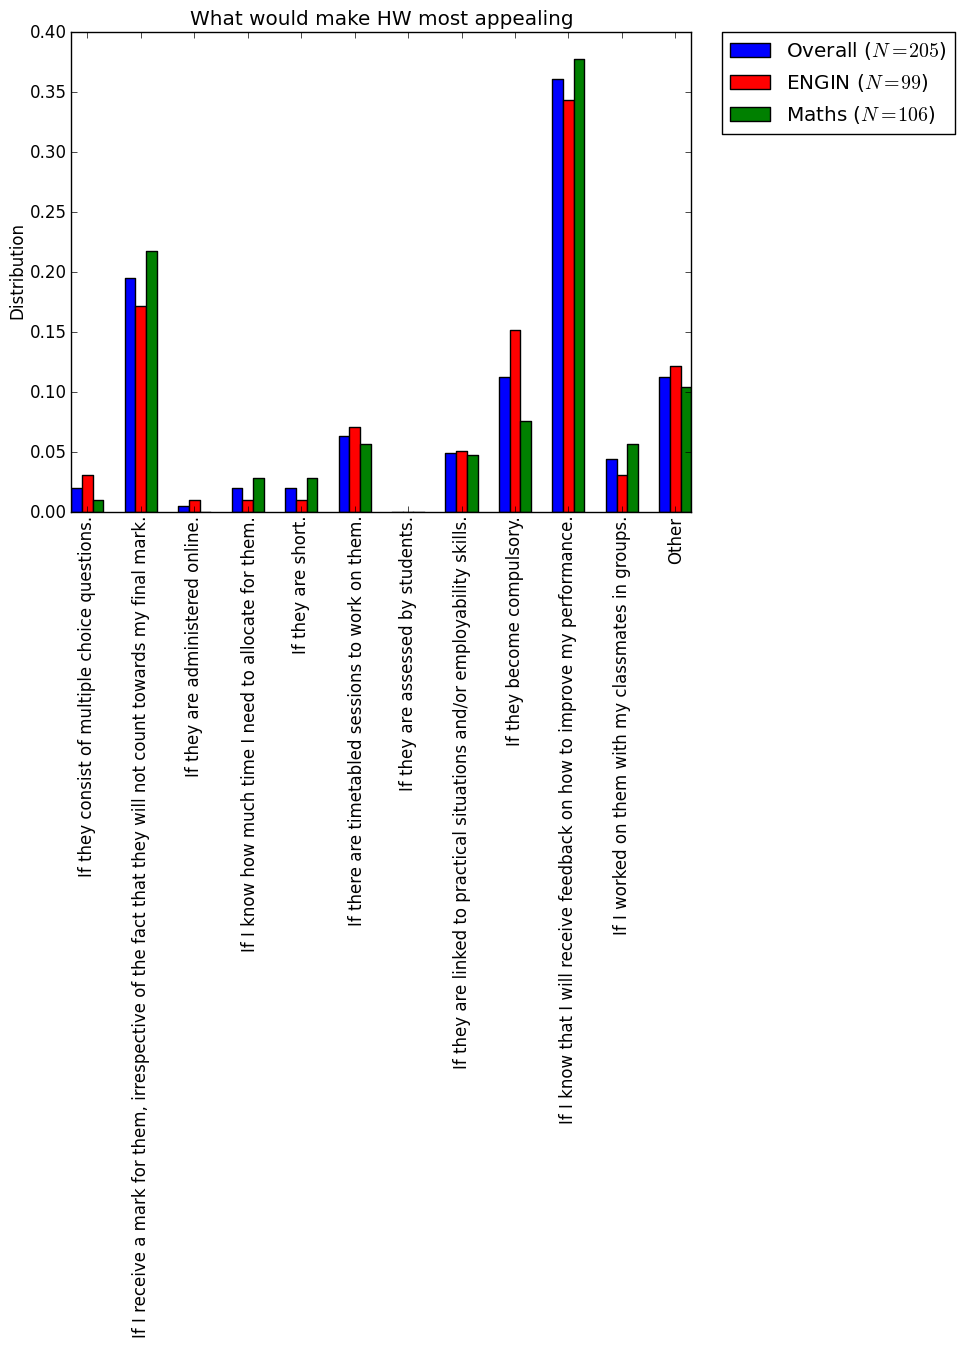 What would make HW most appealing
Overall (N=205)
ENGIN (N=99)
Maths (N=106)
Distribution
0.40
0.35
0.30
0.25
0.20
0.15
0.10
0.05
0.00
If they consist of multiple choice questions.
If I receive a mark for them, irrespective of the fact that they will not count towards my final mark.
If they are administered online.
If I know how much time I need to allocate for them.
If they are short.
If there are timetabled sessions to work on them.
If they are assessed by students.
If they are linked to practical situations and/or employability skills.
If they become compulsory.
If I know that I will receive feedback on how to improve my performance.
If I worked on them with my classmates in groups.
Other